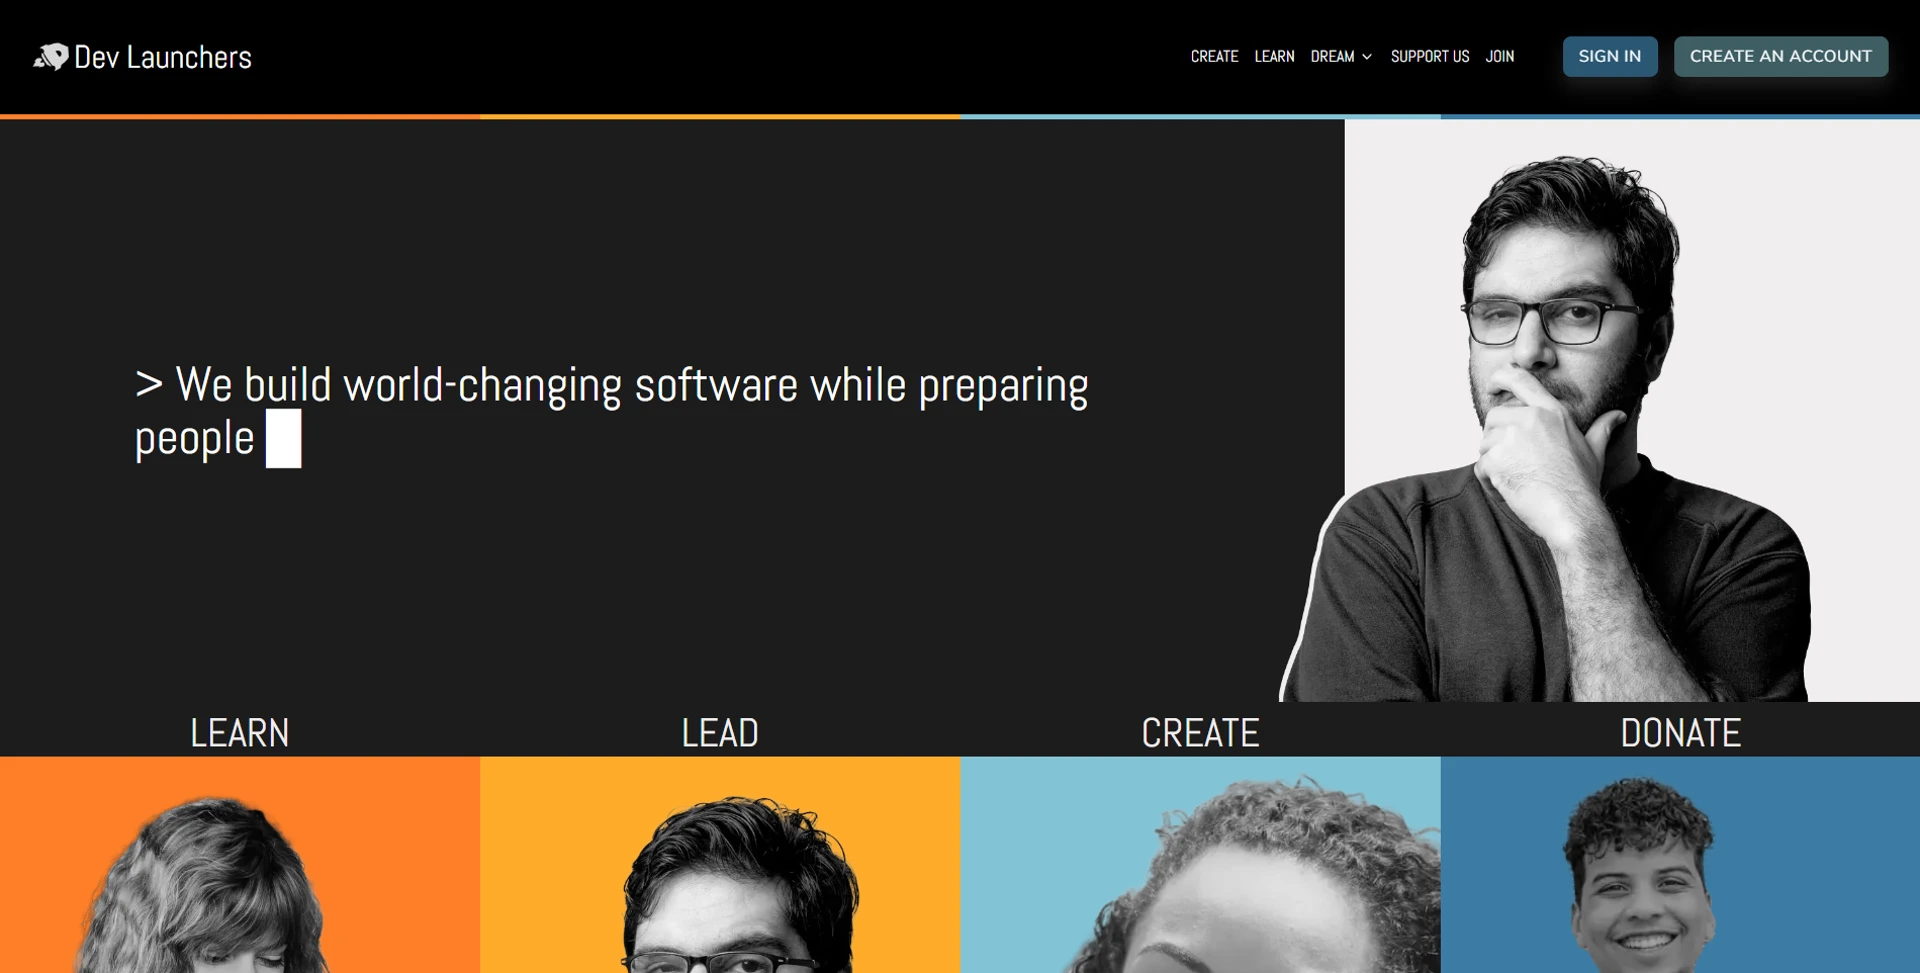 Dev Launchers
CREATE LEARN DREAM SUPPORT US JOIN SIGN IN CREATE AN ACCOUNT
> We build world-changing software while preparing
people
LEARN LEAD CREATE DONATE